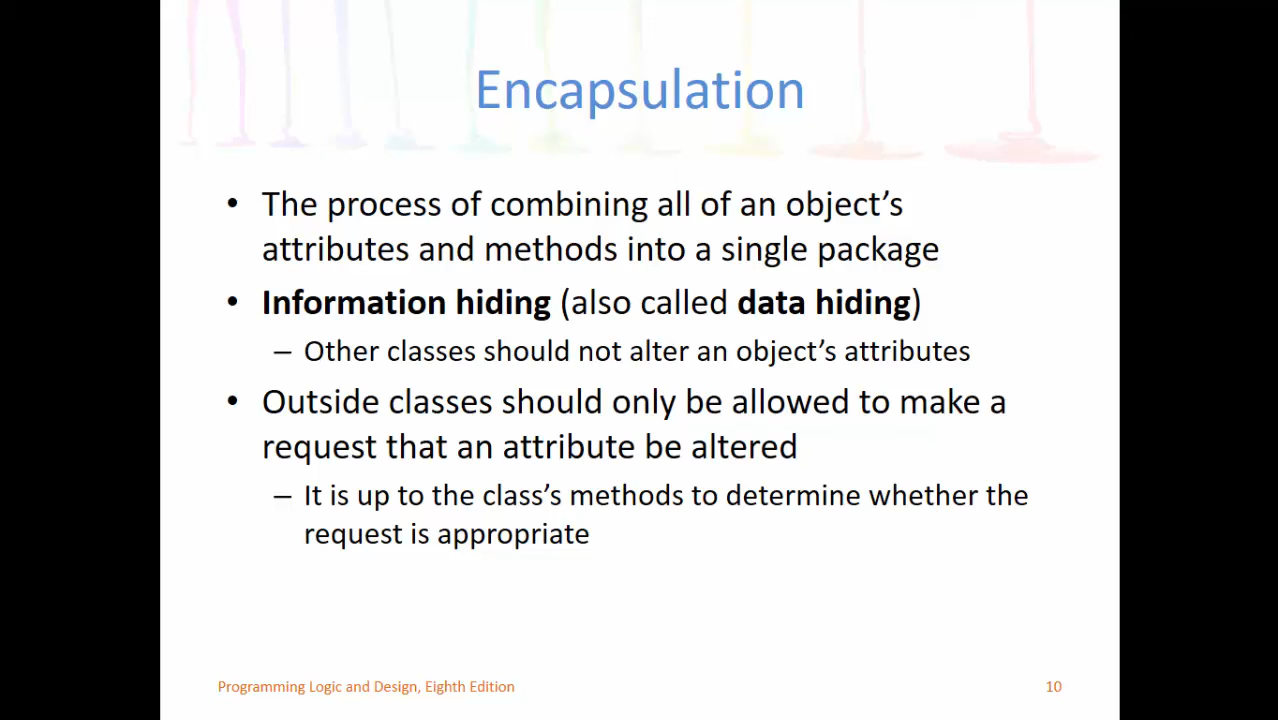 Encapsulation
• The process of combining all of an object’s
attributes and methods into a single package
• Information hiding (also called data hiding)
– Other classes should not alter an object’s attributes
• Outside classes should only be allowed to make a
request that an attribute be altered
– It is up to the class’s methods to determine whether the
request is appropriate
Programming Logic and Design, Eighth Edition
10